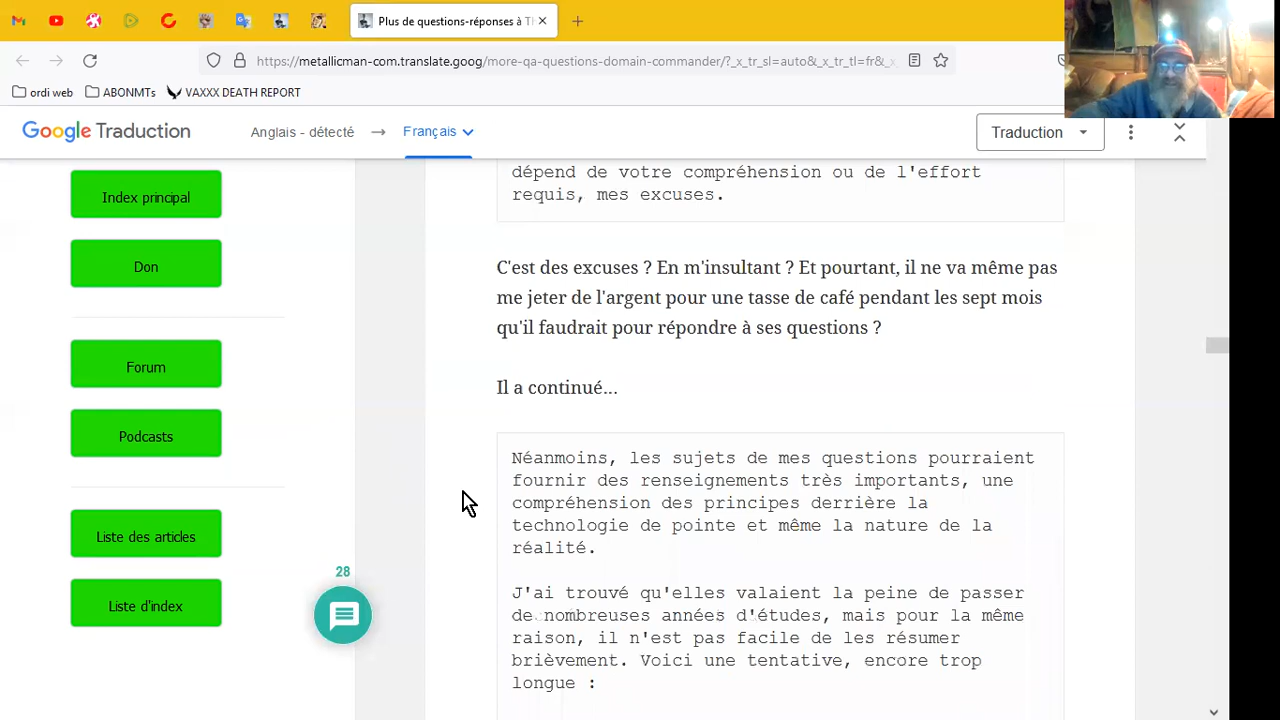 Plus de questions-réponses à Tl
https://metallicman-com.translate.goog/more-qa-questions-domain-commander/?_x_tr_sl=auto&_x_tr_tl=fr&_x_
ordi web
ABONMTs
VAXXX DEATH REPORT
Google Traduction
Anglais - détecté
Français
Traduction
Index principal
Don
Forum
Podcasts
Liste des articles
Liste d'index
28
dépend de votre compréhension ou de l'effort
requis, mes excuses.
C'est des excuses ? En m'insultant ? Et pourtant, il ne va même pas
me jeter de l'argent pour une tasse de café pendant les sept mois
qu'il faudrait pour répondre à ses questions ?
Il a continué...
Néanmoins, les sujets de mes questions pourraient
fournir des renseignements très importants, une
compréhension des principes derrière la
technologie de pointe et même la nature de la
réalité.
J'ai trouvé qu'elles valaient la peine de passer
de nombreuses années d'études, mais pour la même
raison, il n'est pas facile de les résumer
brièvement. Voici une tentative, encore trop
longue :